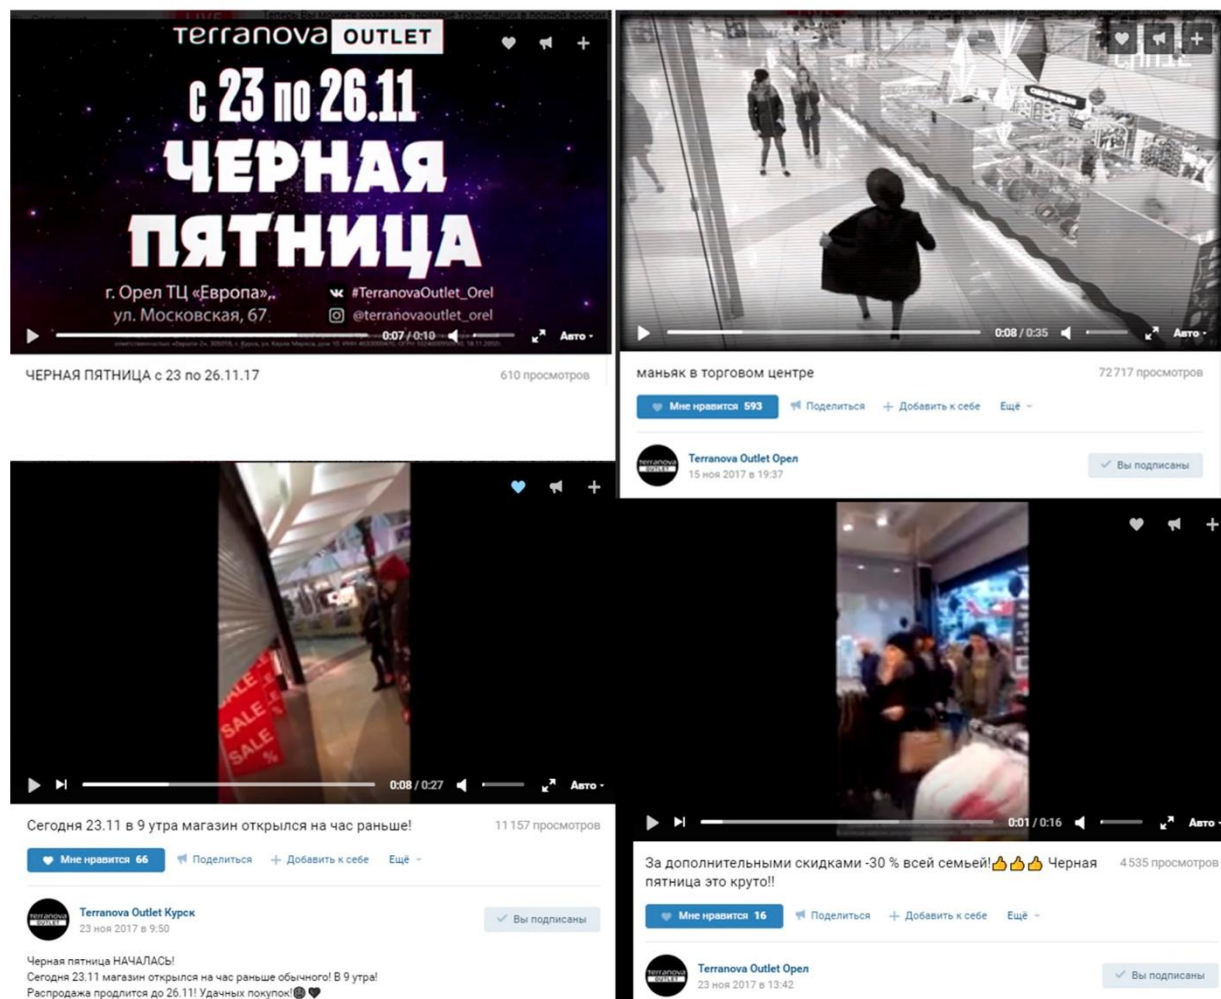 terranova OUTLET
с 23 по 26.11
ЧЕРНАЯ
ПЯТНИЦА
г. Орел ТЦ «Европа»,
ул. Московская, 67
#TerranovaOutlet_Orel
@terranovaoutlet_orel
0:07 / 0:10
Авто
ЧЕРНАЯ ПЯТНИЦА с 23 по 26.11.17
610 просмотров
0:08 / 0:35
Авто
маньяк в торговом центре
72 717 просмотров
Мне нравится 593
Поделиться
Добавить к себе
Ещё
terranova
OUTLET
Terranova Outlet Орел
15 ноя 2017 в 19:37
Вы подписаны
SALE
SALE
SALE
%
0:08 / 0:27
Авто
Сегодня 23.11 в 9 утра магазин открылся на час раньше!
11 157 просмотров
Мне нравится 66
Поделиться
Добавить к себе
Ещё
terranova
OUTLET
Terranova Outlet Курск
23 ноя 2017 в 9:50
Вы подписаны
Черная пятница НАЧАЛАСЬ!
Сегодня 23.11 магазин открылся на час раньше обычного! В 9 утра!
Распродажа продлится до 26.11! Удачных покупок!
0:01 / 0:16
Авто
За дополнительными скидками -30 % всей семьей!👍👍👍 Черная
пятница это круто!!
4 535 просмотров
Мне нравится 16
Поделиться
Добавить к себе
Ещё
terranova
OUTLET
Terranova Outlet Орел
23 ноя 2017 в 13:42
Вы подписаны